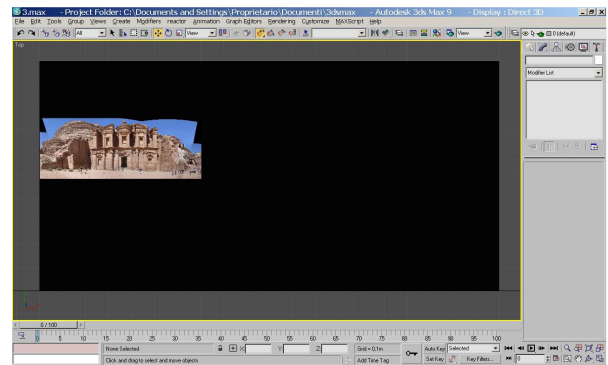 3.max - Project Folder: C:\Documents and Settings\Proprietario\Documenti\3dsmax - Autodesk 3ds Max 9 - Display : Direct 3D
File Edit Tools Group Views Create Modifiers reactor Animation Graph Editors Rendering Customize MAXScript Help
All View View 0 (default)
Top
Modifier List
0 / 100
0 5 10 15 20 25 30 35 40 45 50 55 60 65 70 75 80 85 90 95 100
None Selected X: Y: Z: Grid = 0.1m Auto Key Selected
Click and drag to select and move objects Add Time Tag Set Key Key Filters... 0